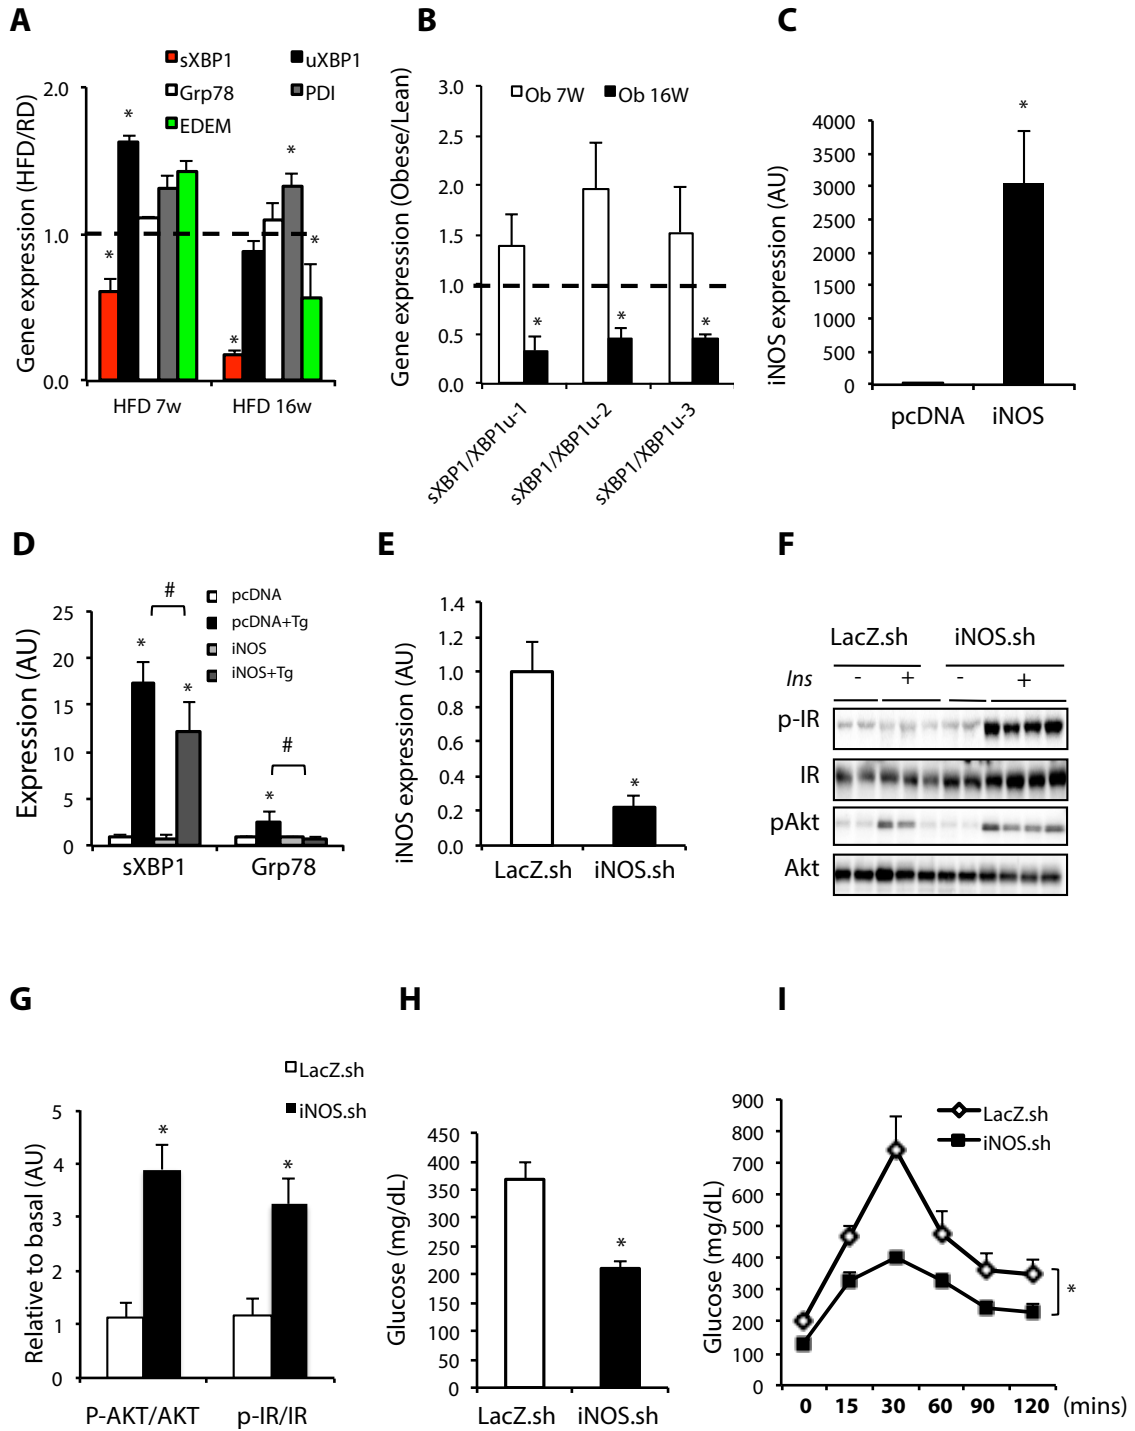 A
sXBP1
uXBP1
Grp78
PDI
EDEM
Gene expression (HFD/RD)
2.0
1.0
0.0
*
*
*
*
*
HFD 7w
HFD 16w
B
Ob 7W
Ob 16W
Gene expression (Obese/Lean)
3.0
2.5
2.0
1.5
1.0
0.5
0.0
*
*
*
sXBP1/XBP1u-1
sXBP1/XBP1u-2
sXBP1/XBP1u-3
C
iNOS expression (AU)
4000
3500
3000
2500
2000
1500
1000
500
0
*
pcDNA
iNOS
D
pcDNA
pcDNA+Tg
iNOS
iNOS+Tg
Expression (AU)
25
20
15
10
5
0
#
*
*
#
*
sXBP1
Grp78
E
iNOS expression (AU)
1.4
1.2
1.0
0.8
0.6
0.4
0.2
0.0
*
LacZ.sh
iNOS.sh
F
LacZ.sh
iNOS.sh
Ins - + - +
p-IR
IR
pAkt
Akt
G
LacZ.sh
iNOS.sh
Relative to basal (AU)
5
4
3
2
1
0
*
*
P-AKT/AKT
p-IR/IR
H
Glucose (mg/dL)
450
400
350
300
250
200
150
100
50
0
*
LacZ.sh
iNOS.sh
I
LacZ.sh
iNOS.sh
Glucose (mg/dL)
900
800
700
600
500
400
300
200
100
0
*
0 15 30 60 90 120 (mins)